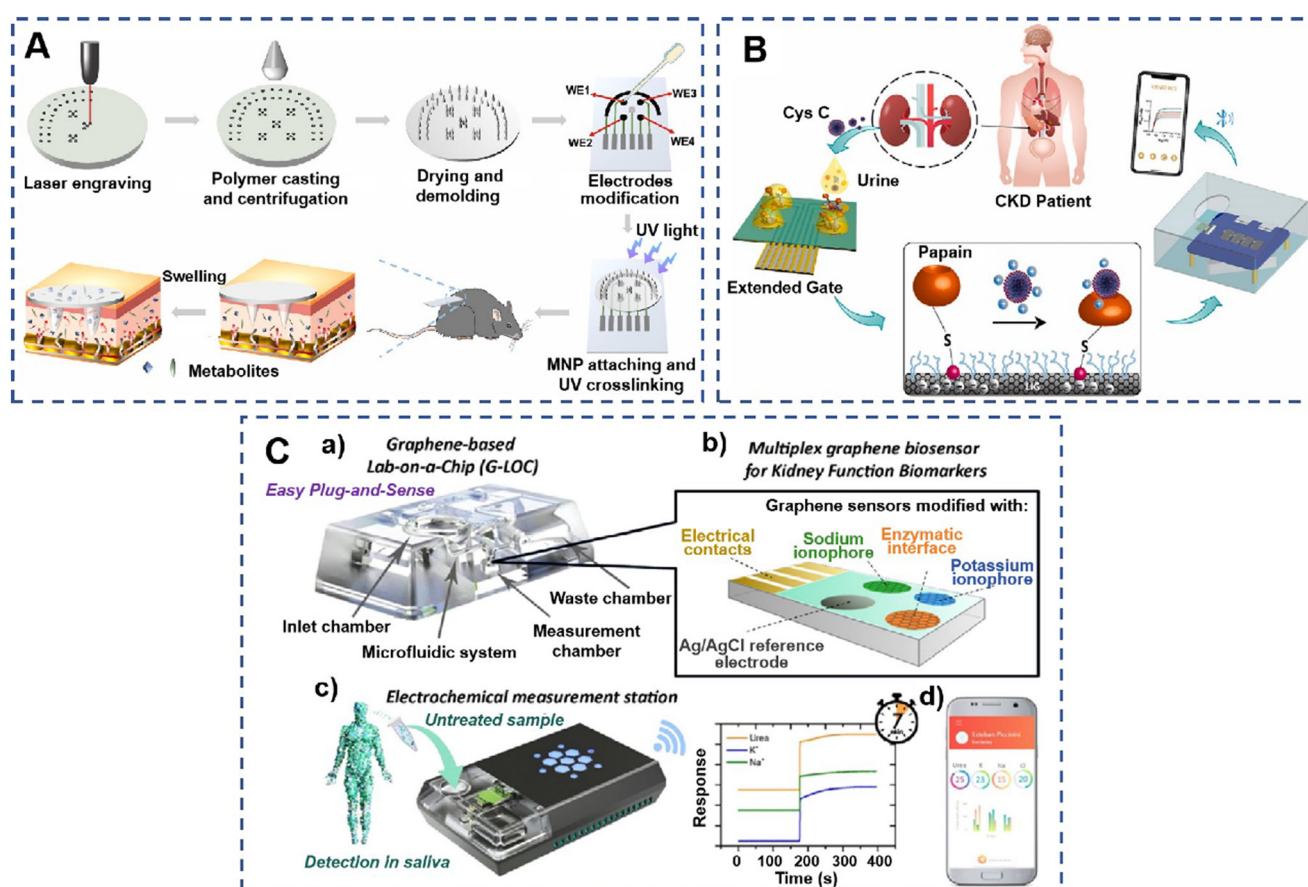 A
WE1
WE3
WE2
WE4
Laser engraving
Polymer casting
and centrifugation
Drying and
demolding
Electrodes
modification
UV light
Swelling
Metabolites
MNP attaching and
UV crosslinking
B
Cys C
Urine
CKD Patient
Extended Gate
Papain
S
S
C
a)
Graphene-based
Lab-on-a-Chip (G-LOC)
Easy Plug-and-Sense
Inlet chamber
Microfluidic system
Waste chamber
Measurement
chamber
b)
Multiplex graphene biosensor
for Kidney Function Biomarkers
Graphene sensors modified with:
Electrical
contacts
Sodium
ionophore
Enzymatic
interface
Potassium
ionophore
Ag/AgCl reference
electrode
c)
Electrochemical measurement station
Untreated sample
Detection in saliva
Urea
K+
Na+
Response
0 100 200 300 400
Time (s)
7
min
d)
Esteban Piccinini
Urea K Na Cl
25 23 15 20